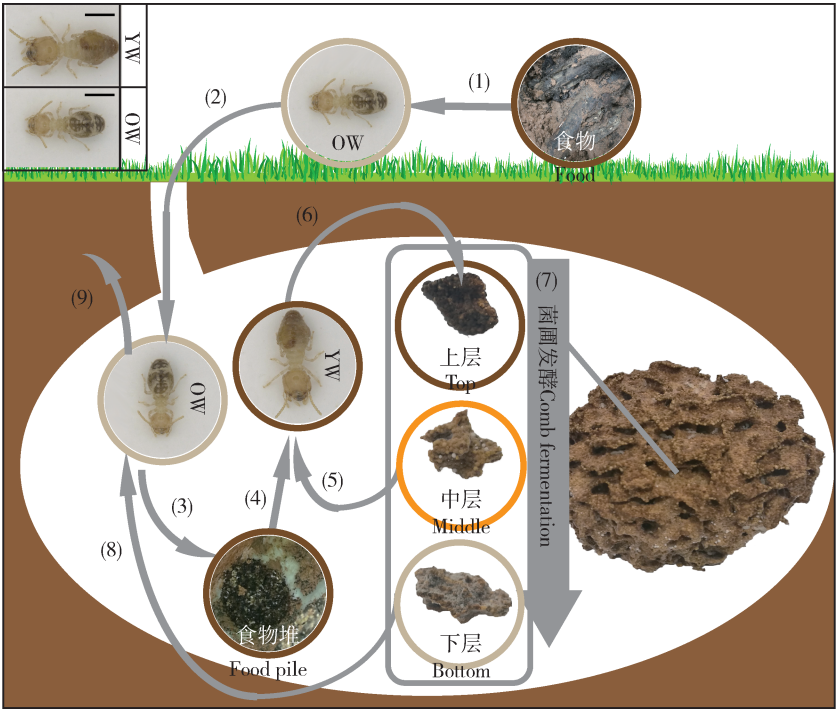 YW
OW
(1)
(2)
OW
食物
Food
(6)
(7)
(9)
菌圃发酵Comb fermentation
上层
Top
OW
YW
中层
Middle
(3)
(4)
(5)
(8)
食物堆
Food pile
下层
Bottom